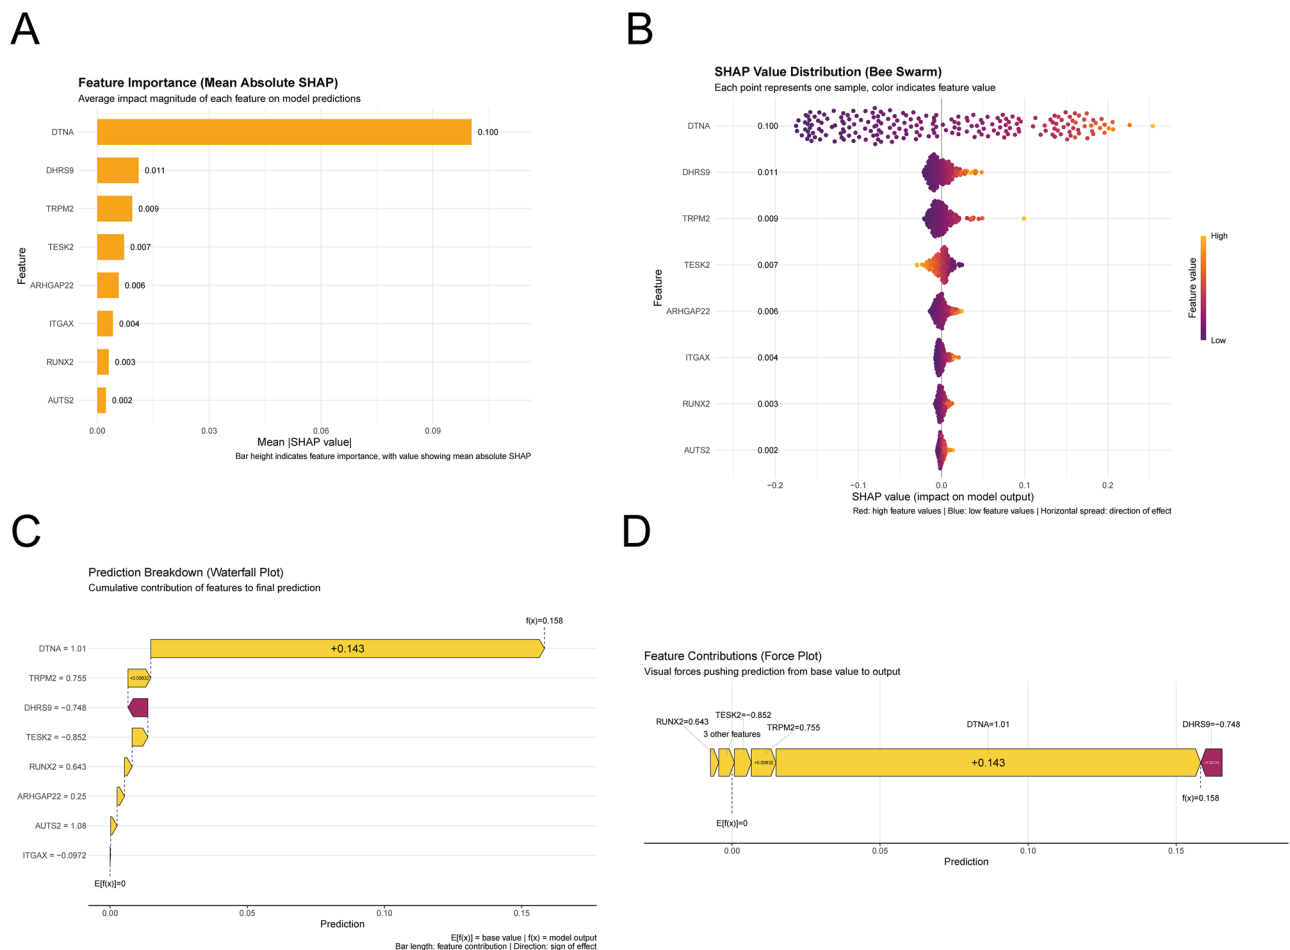 A
Feature Importance (Mean Absolute SHAP)
Average impact magnitude of each feature on model predictions
Feature
DTNA
0.100
DHRS9
0.011
TRPM2
0.009
TESK2
0.007
ARHGAP22
0.006
ITGAX
0.004
RUNX2
0.003
AUTS2
0.002
0.00
0.03
0.06
0.09
Mean |SHAP value|
Bar height indicates feature importance, with value showing mean absolute SHAP
B
SHAP Value Distribution (Bee Swarm)
Each point represents one sample, color indicates feature value
Feature
DTNA
0.100
DHRS9
0.011
TRPM2
0.009
TESK2
0.007
ARHGAP22
0.006
ITGAX
0.004
RUNX2
0.003
AUTS2
0.002
−0.2
−0.1
0.0
0.1
0.2
SHAP value (impact on model output)
Red: high feature values | Blue: low feature values | Horizontal spread: direction of effect
Feature value
High
Low
C
Prediction Breakdown (Waterfall Plot)
Cumulative contribution of features to final prediction
f(x)=0.158
DTNA = 1.01
+0.143
TRPM2 = 0.755
+0.00832
DHRS9 = −0.748
TESK2 = −0.852
RUNX2 = 0.643
ARHGAP22 = 0.25
AUTS2 = 1.08
ITGAX = −0.0972
E[f(x)]=0
0.00
0.05
0.10
0.15
Prediction
E[f(x)] = base value | f(x) = model output
Bar length: feature contribution | Direction: sign of effect
D
Feature Contributions (Force Plot)
Visual forces pushing prediction from base value to output
RUNX2=0.643
TESK2=−0.852
3 other features
TRPM2=0.755
DTNA=1.01
DHRS9=−0.748
+0.00832
+0.143
f(x)=0.158
E[f(x)]=0
0.00
0.05
0.10
0.15
Prediction